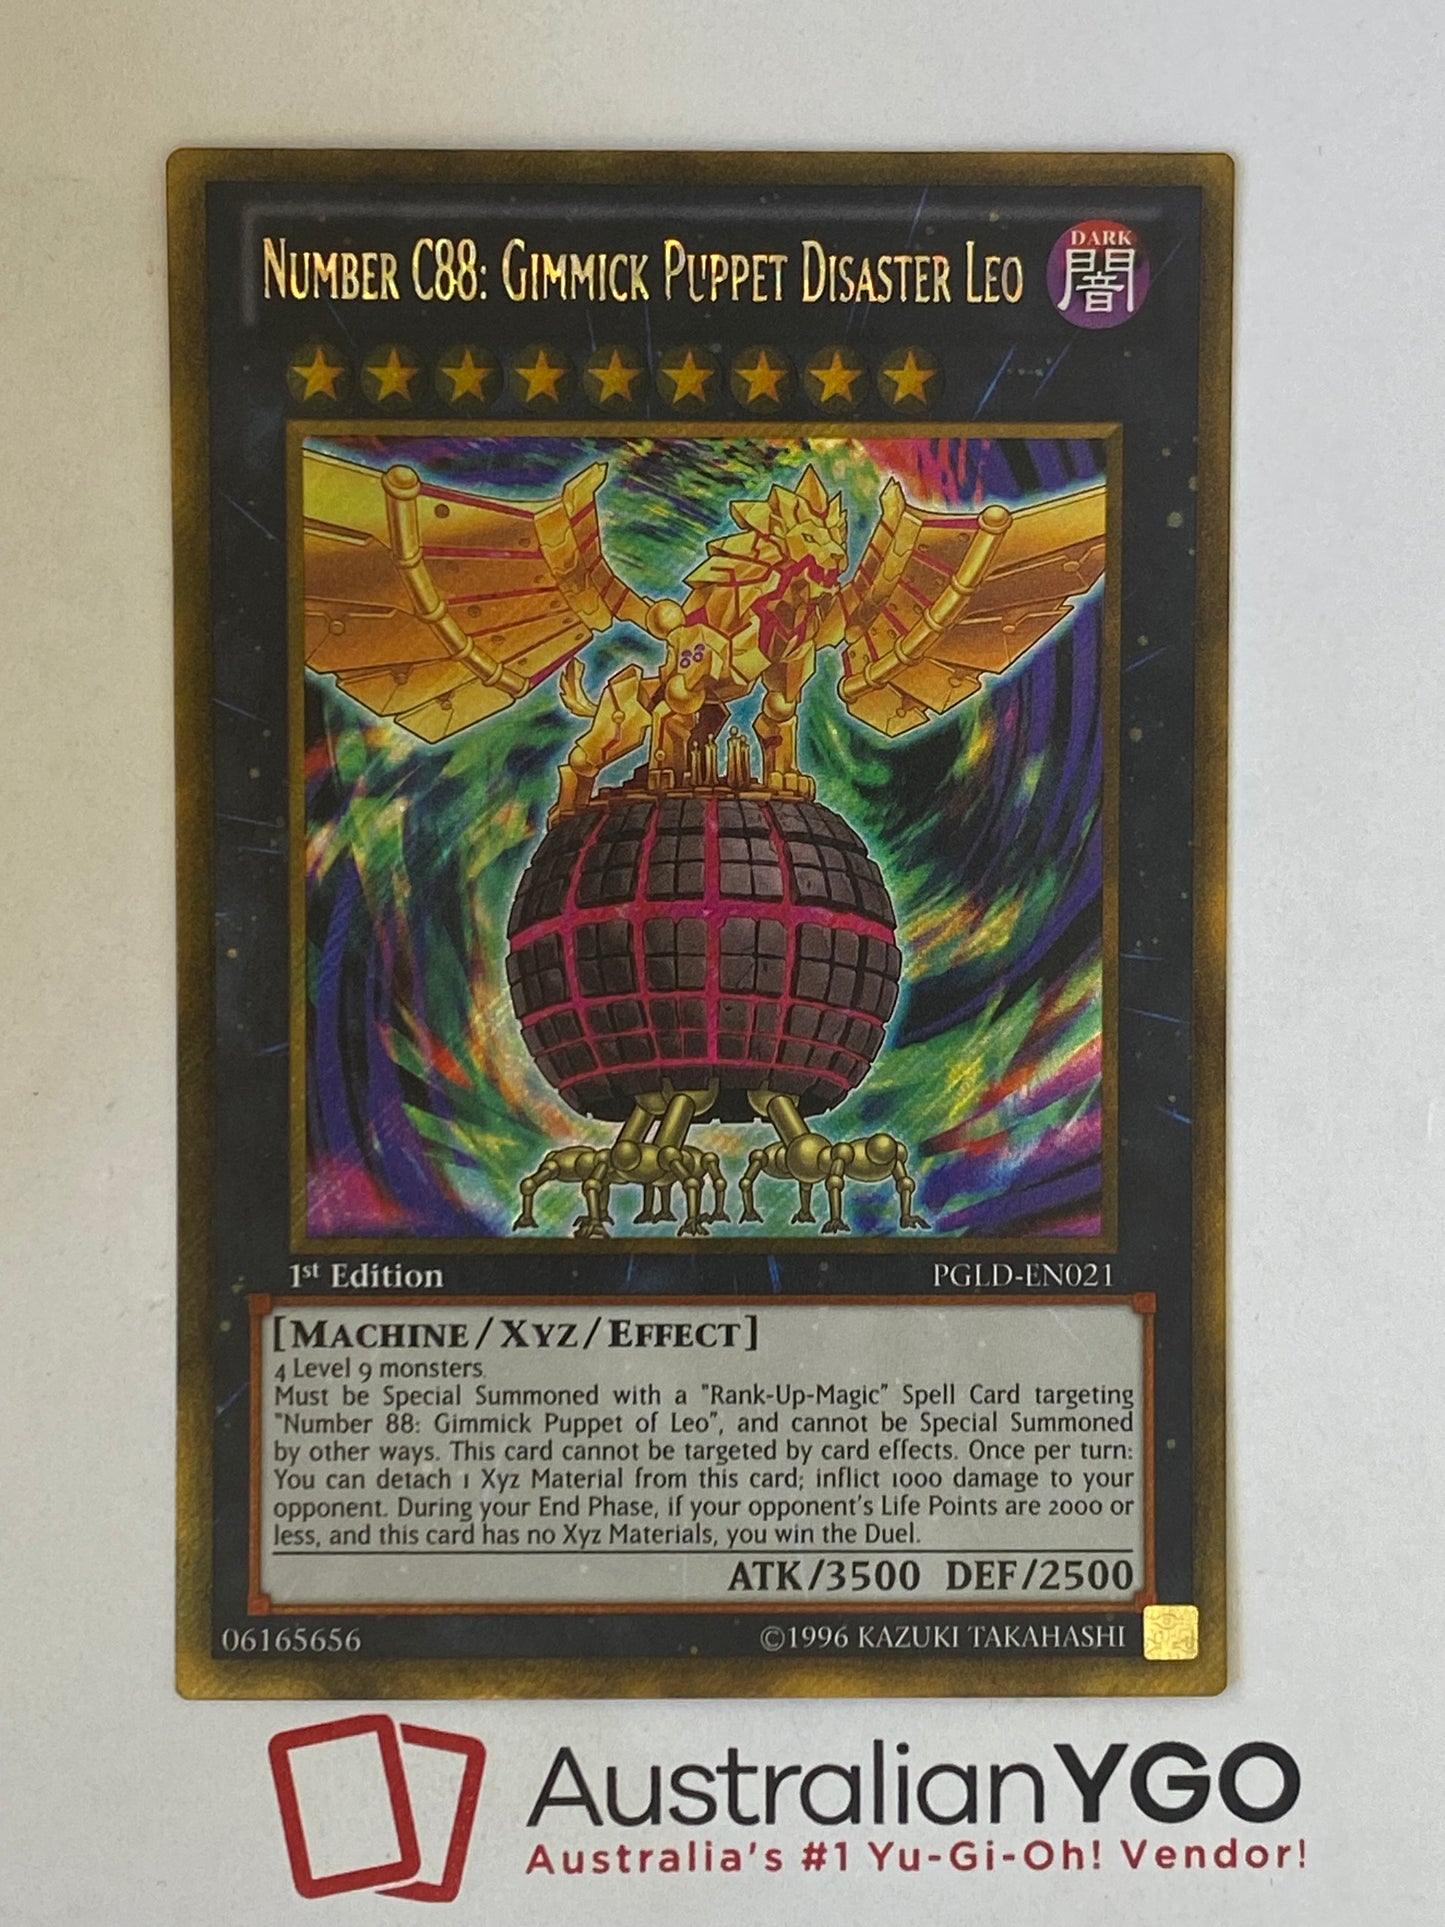 Number C88: Gimmick Puppet Disaster Leo
DARK
闇
88
1st Edition
PGLD-EN021
[Machine/Xyz/Effect]
4 Level 9 monsters
Must be Special Summoned with a "Rank-Up-Magic" Spell Card targeting
"Number 88: Gimmick Puppet of Leo", and cannot be Special Summoned
by other ways. This card cannot be targeted by card effects. Once per turn:
You can detach 1 Xyz Material from this card; inflict 1000 damage to your
opponent. During your End Phase, if your opponent's Life Points are 2000 or
less, and this card has no Xyz Materials, you win the Duel.
ATK/3500 DEF/2500
06165656
©1996 KAZUKI TAKAHASHI
AustralianYGO
Australia's #1 Yu-Gi-Oh! Vendor!